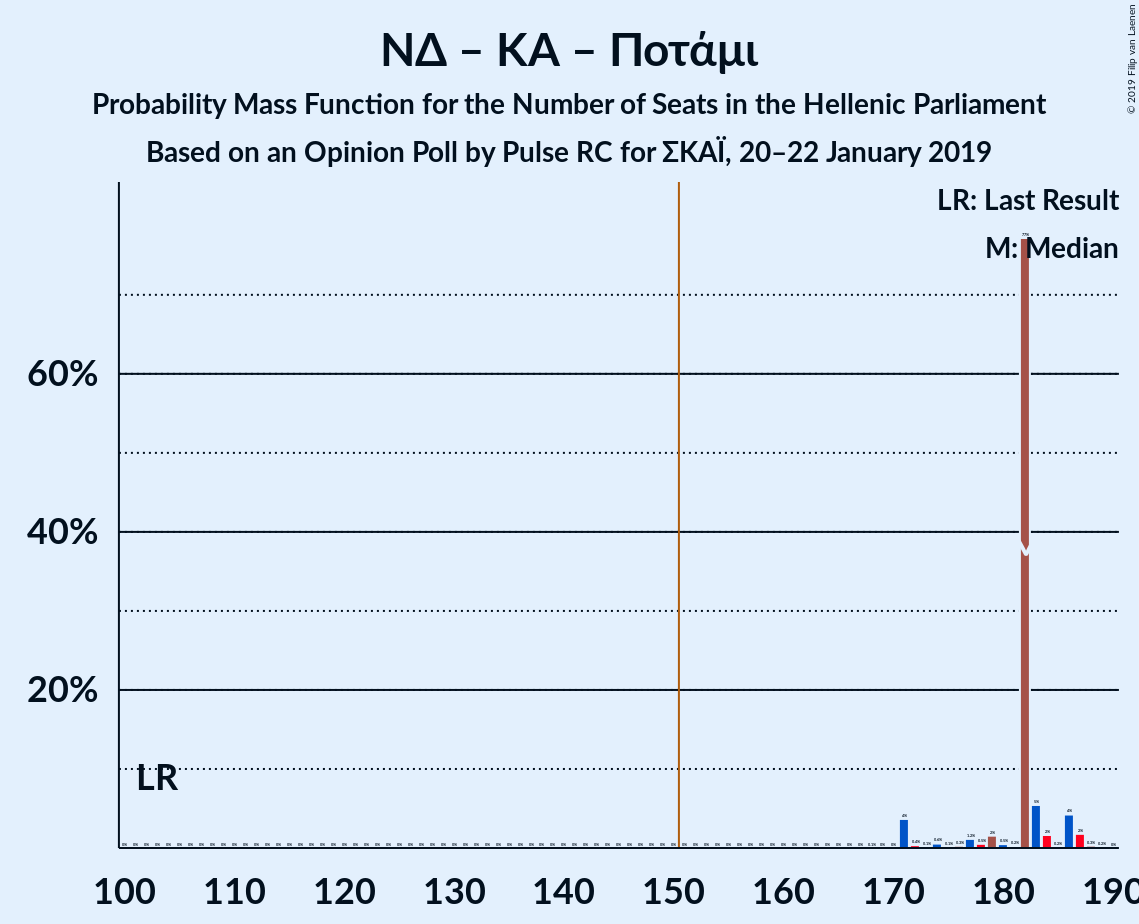 ΝΔ – ΚΑ – Ποτάμι
Probability Mass Function for the Number of Seats in the Hellenic Parliament
Based on an Opinion Poll by Pulse RC for ΣΚΑΪ, 20–22 January 2019
© 2019 Filip van Laenen
LR: Last Result
M: Median
60%
40%
20%
LR
100 110 120 130 140 150 160 170 180 190